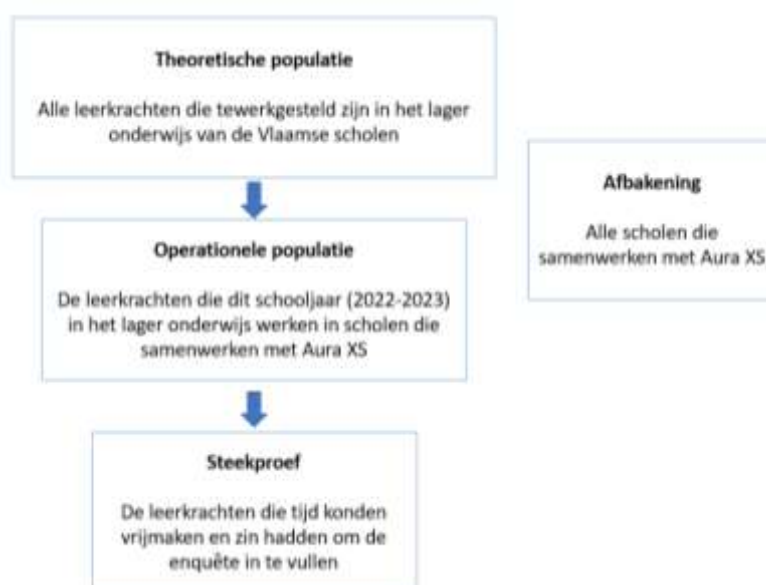 Theoretische populatie
Alle leerkrachten die tewerkgesteld zijn in het lager
onderwijs van de Vlaamse scholen
Afbakening
Alle scholen die
samenwerken met Aura XS
Operationele populatie
De leerkrachten die dit schooljaar (2022-2023)
in het lager onderwijs werken in scholen die
samenwerken met Aura XS
Steekproef
De leerkrachten die tijd konden
vrijmaken en zin hadden om de
enquête in te vullen